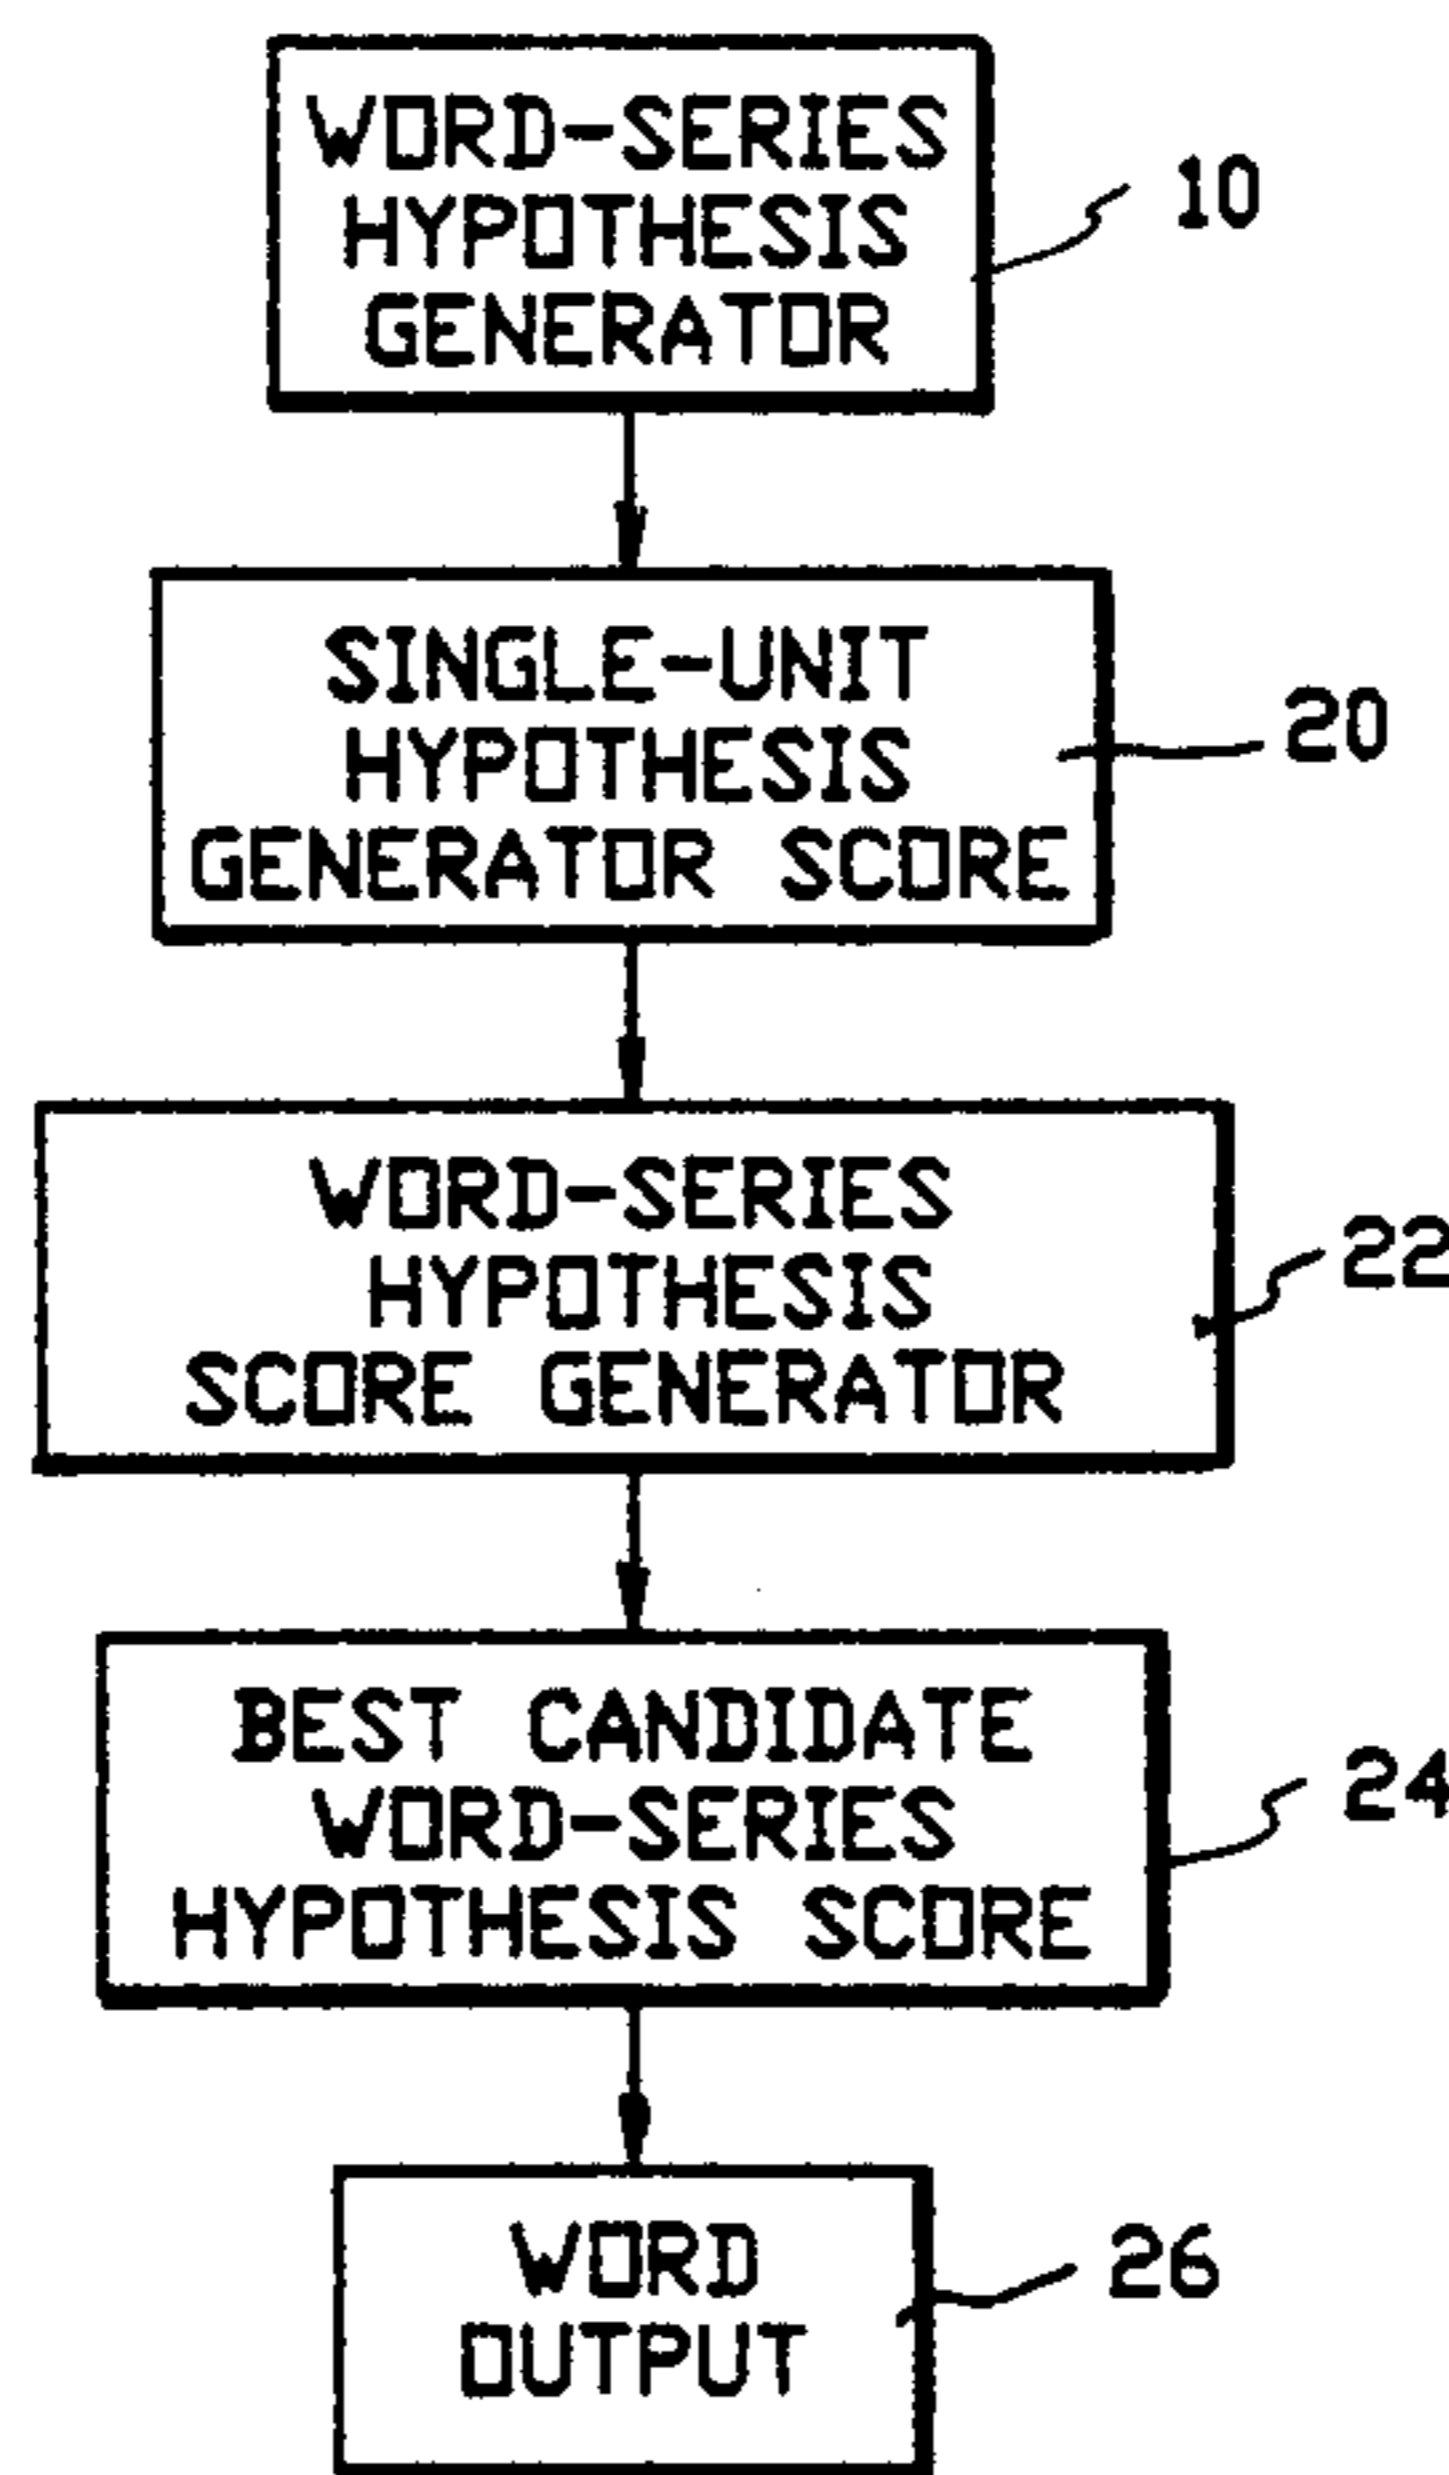 WORD-SERIES
HYPOTHESIS
GENERATOR
10
SINGLE-UNIT
HYPOTHESIS
GENERATOR SCORE
20
WORD-SERIES
HYPOTHESIS
SCORE GENERATOR
22
BEST CANDIDATE
WORD-SERIES
HYPOTHESIS SCORE
24
WORD
OUTPUT
26